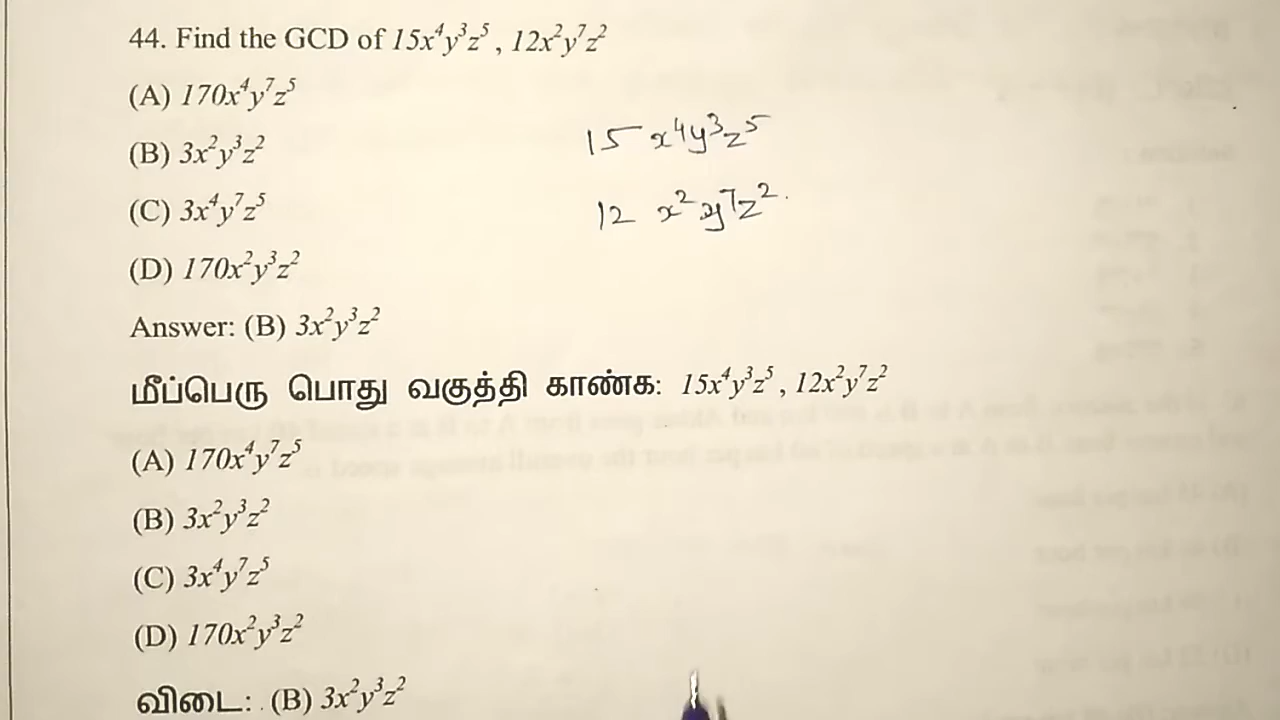 44. Find the GCD of 15x⁴y³z⁵ , 12x²y⁷z²
(A) 170x⁴y⁷z⁵
(B) 3x²y³z²
(C) 3x⁴y⁷z⁵
(D) 170x²y³z²
Answer: (B) 3x²y³z²
15 x⁴y³z⁵
12 x²y⁷z²
மீப்பெரு பொது வகுத்தி காண்க: 15x⁴y³z⁵ , 12x²y⁷z²
(A) 170x⁴y⁷z⁵
(B) 3x²y³z²
(C) 3x⁴y⁷z⁵
(D) 170x²y³z²
விடை: (B) 3x²y³z²